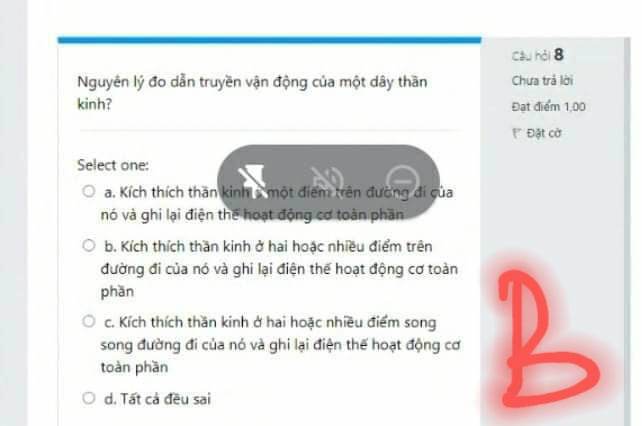 Câu hỏi 8
Chưa trả lời
Đạt điểm 1,00
Đặt cờ
Nguyên lý đo dẫn truyền vận động của một dây thần
kinh?
Select one:
a. Kích thích thần kinh ở một điểm trên đường đi của
nó và ghi lại điện thế hoạt động cơ toàn phần
b. Kích thích thần kinh ở hai hoặc nhiều điểm trên
đường đi của nó và ghi lại điện thế hoạt động cơ toàn
phần
c. Kích thích thần kinh ở hai hoặc nhiều điểm song
song đường đi của nó và ghi lại điện thế hoạt động cơ
toàn phần
d. Tất cả đều sai
B